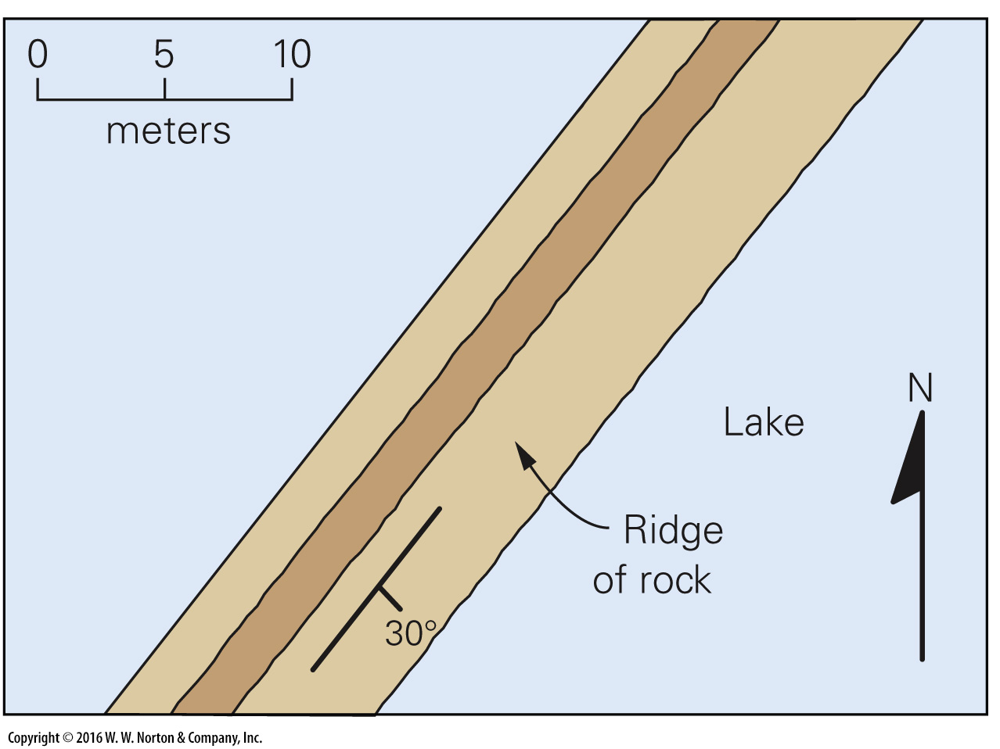 0 5 10
meters
N
Lake
Ridge
of rock
30°
Copyright © 2016 W. W. Norton & Company, Inc.